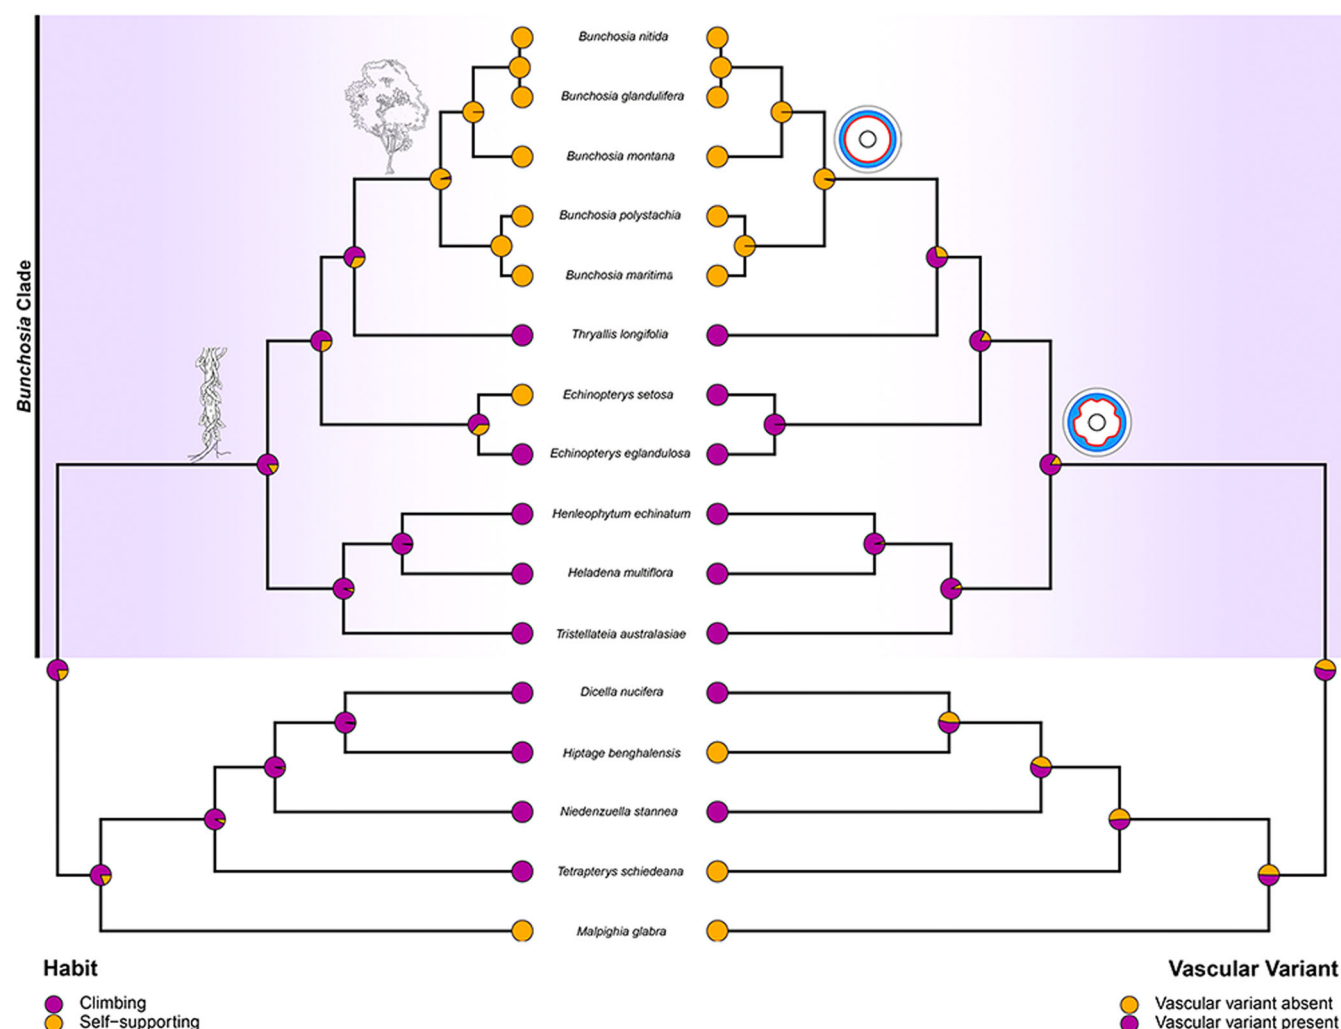 Bunchosia nitida
Bunchosia glandulifera
Bunchosia montana
Bunchosia polystachia
Bunchosia maritima
Thryallis longifolia
Echinopterys setosa
Echinopterys eglandulosa
Henleophytum echinatum
Heladena multiflora
Tristellateia australasiae
Dicella nucifera
Hiptage benghalensis
Niedenzuella stannea
Tetrapterys schiedeana
Malpighia glabra
Bunchosia Clade
Habit
Climbing
Self-supporting
Vascular Variant
Vascular variant absent
Vascular variant present